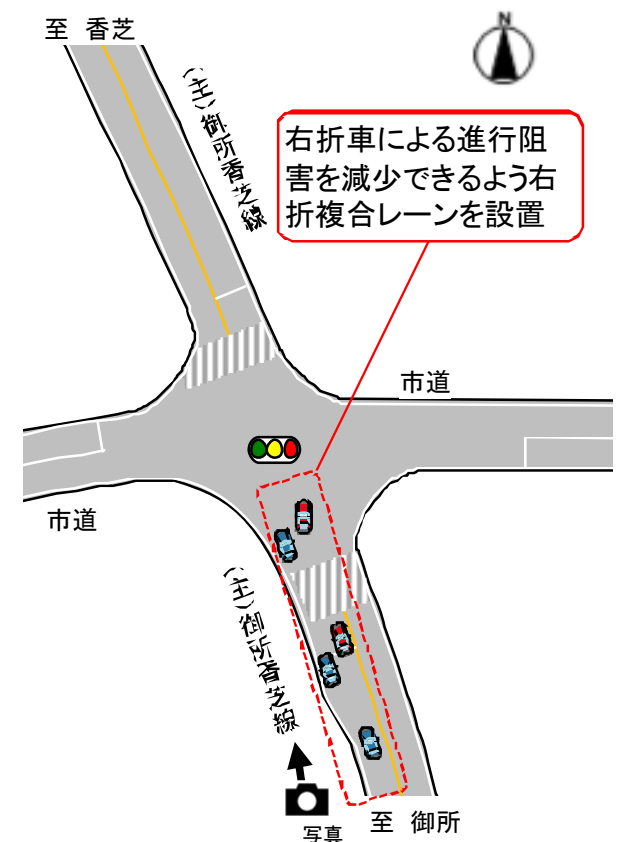 至 香芝
N
(主)御所香芝線
右折車による進行阻
害を減少できるよう右
折複合レーンを設置
市道
市道
(主)御所香芝線
写真
至 御所